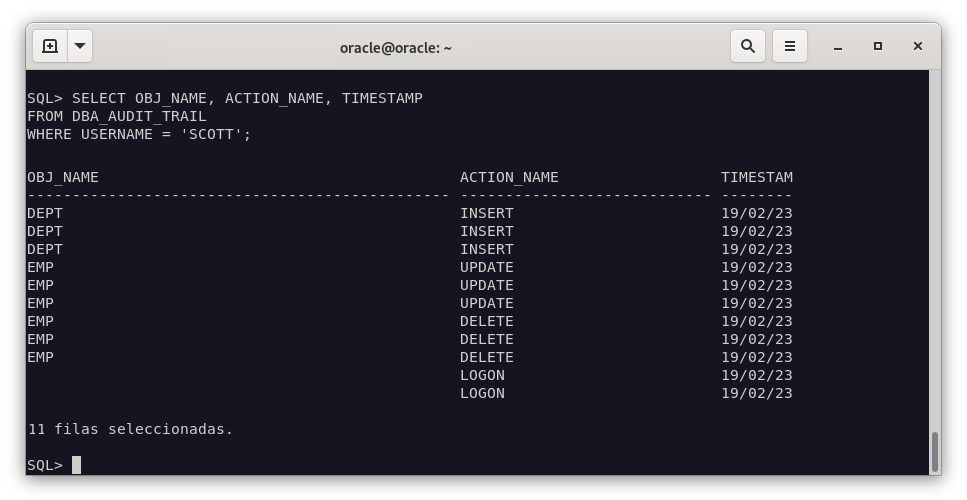 oracle@oracle: ~
SQL> SELECT OBJ_NAME, ACTION_NAME, TIMESTAMP
FROM DBA_AUDIT_TRAIL
WHERE USERNAME = 'SCOTT';
OBJ_NAME ACTION_NAME TIMESTAM
----------------------------------------------- ---------------------------- --------
DEPT INSERT 19/02/23
DEPT INSERT 19/02/23
DEPT INSERT 19/02/23
EMP UPDATE 19/02/23
EMP UPDATE 19/02/23
EMP UPDATE 19/02/23
EMP DELETE 19/02/23
EMP DELETE 19/02/23
EMP DELETE 19/02/23
LOGON 19/02/23
LOGON 19/02/23
11 filas seleccionadas.
SQL>